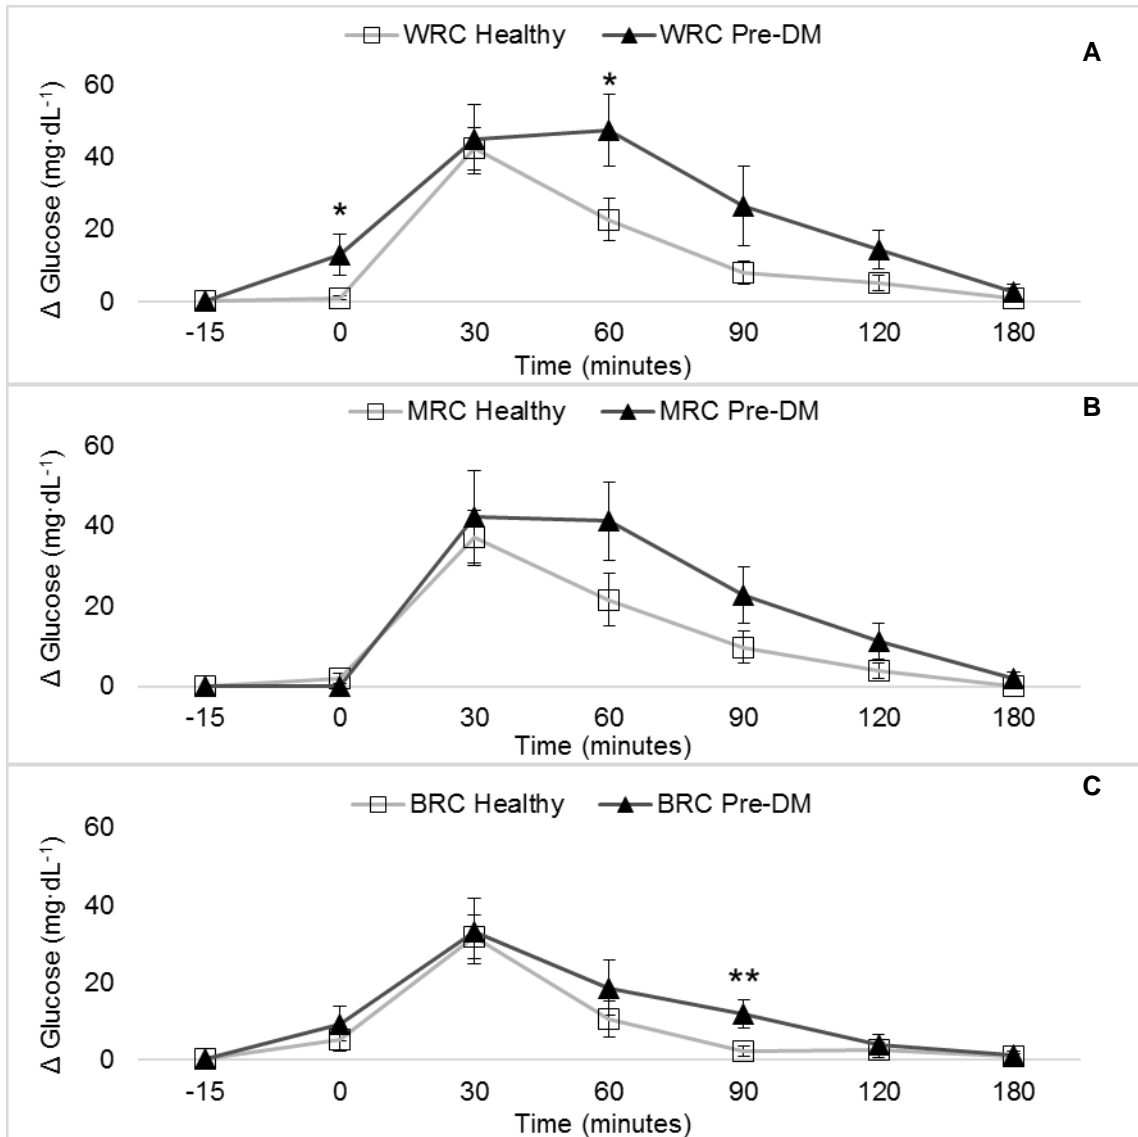 WRC Healthy WRC Pre-DM
A
Δ Glucose (mg·dL⁻¹)
60
40
20
0
*
*
-15 0 30 60 90 120 180
Time (minutes)
MRC Healthy MRC Pre-DM
B
Δ Glucose (mg·dL⁻¹)
60
40
20
0
-15 0 30 60 90 120 180
Time (minutes)
BRC Healthy BRC Pre-DM
C
Δ Glucose (mg·dL⁻¹)
60
40
20
0
**
-15 0 30 60 90 120 180
Time (minutes)